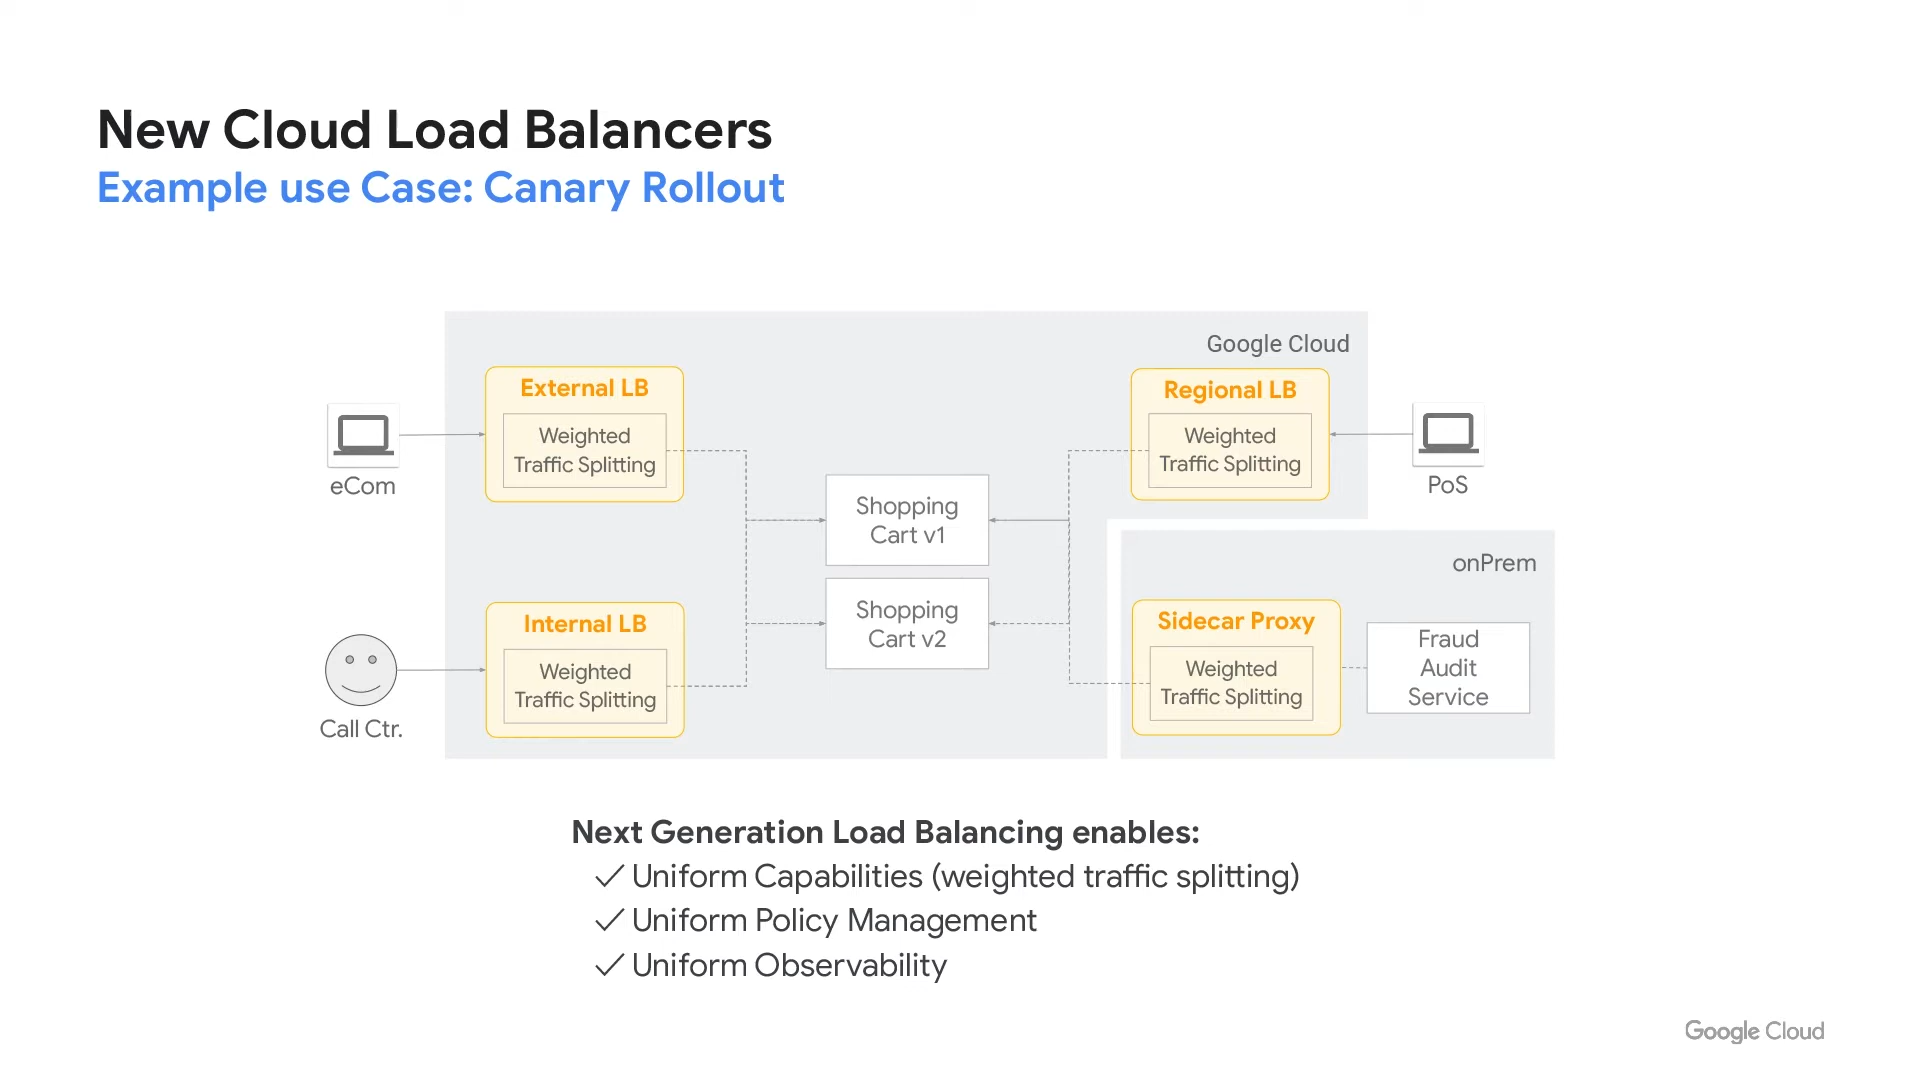 New Cloud Load Balancers
Example use Case: Canary Rollout
Google Cloud
External LB
Weighted
Traffic Splitting
eCom
Regional LB
Weighted
Traffic Splitting
PoS
Shopping
Cart v1
Shopping
Cart v2
Internal LB
Weighted
Traffic Splitting
Call Ctr.
onPrem
Sidecar Proxy
Weighted
Traffic Splitting
Fraud
Audit
Service
Next Generation Load Balancing enables:
✓ Uniform Capabilities (weighted traffic splitting)
✓ Uniform Policy Management
✓ Uniform Observability
Google Cloud